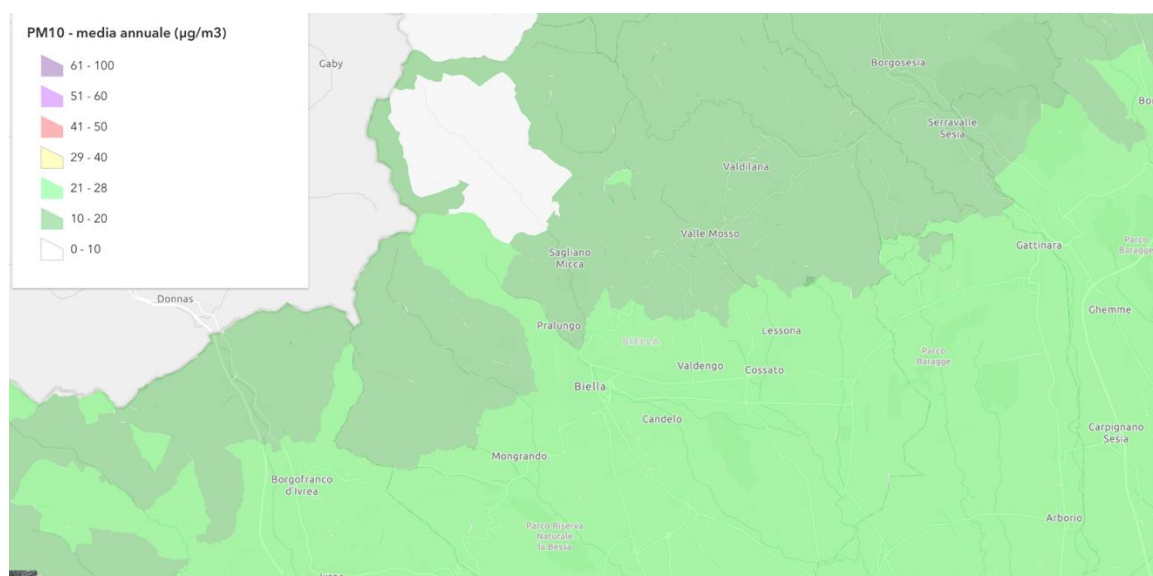 PM10 - media annuale (µg/m3)
61 - 100
51 - 60
41 - 50
29 - 40
21 - 28
10 - 20
0 - 10
Gaby
Borgosesia
Serravalle
Sesia
Valdilana
Valle Mosso
Sagliano
Micca
Gattinara
Parco
Baragge
Donnas
Ghemme
Pralungo
BIELLA
Lessona
Parco
Baragge
Valdengo
Cossato
Biella
Candelo
Carpignano
Sesia
Mongrando
Borgofranco
d'Ivrea
Parco Riserva
Naturale
la Bessa
Arborio